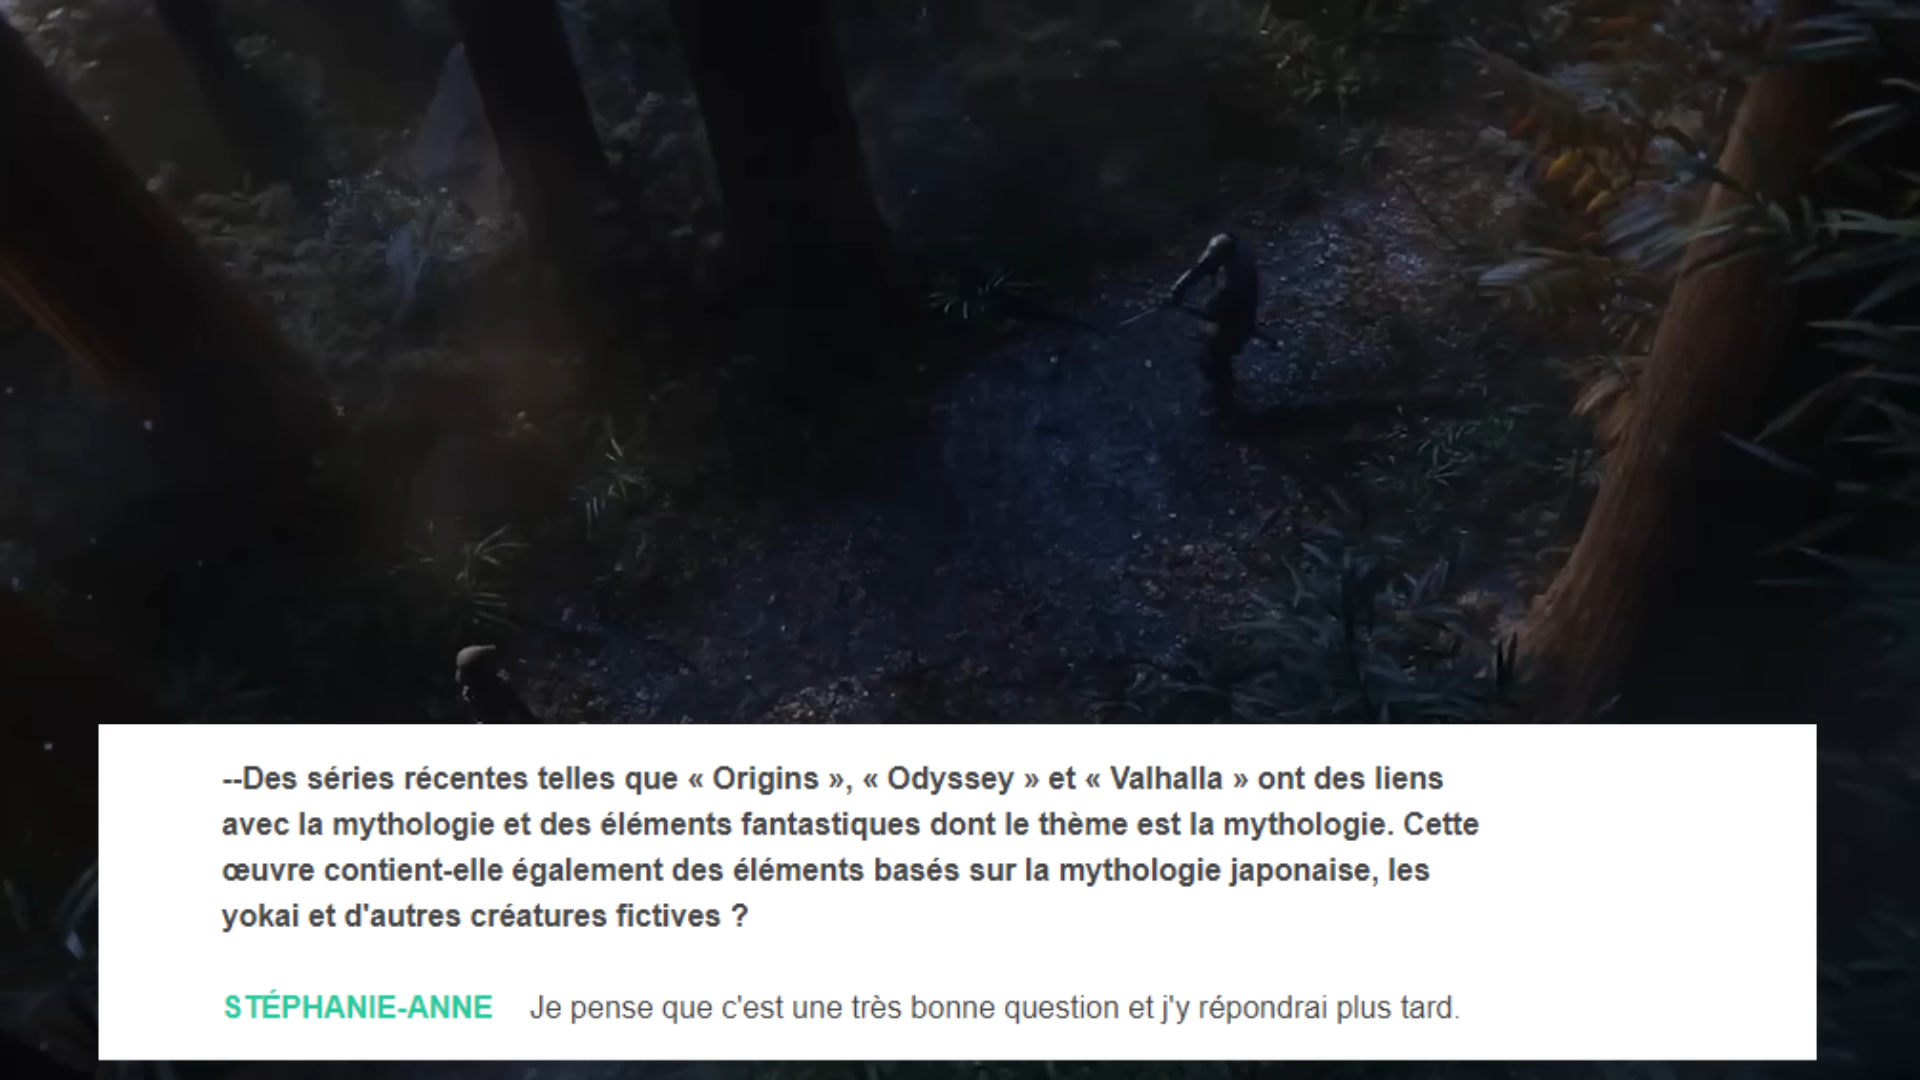 --Des séries récentes telles que « Origins », « Odyssey » et « Valhalla » ont des liens
avec la mythologie et des éléments fantastiques dont le thème est la mythologie. Cette
œuvre contient-elle également des éléments basés sur la mythologie japonaise, les
yokai et d'autres créatures fictives ?
STÉPHANIE-ANNE Je pense que c'est une très bonne question et j'y répondrai plus tard.